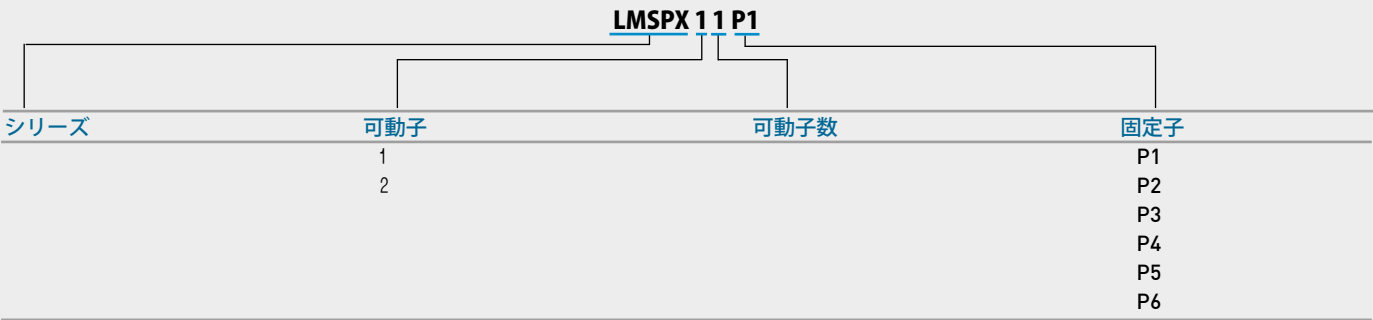 LMSPX 1 1 P1
シリーズ 可動子 可動子数 固定子
1 P1
2 P2
P3
P4
P5
P6